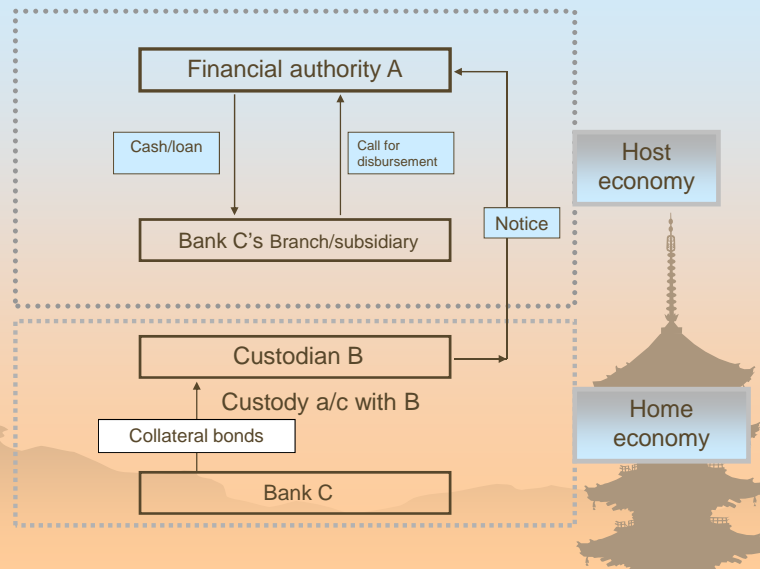 Financial authority A
Cash/loan
Call for
disbursement
Host
economy
Notice
Bank C's Branch/subsidiary
Custodian B
Custody a/c with B
Collateral bonds
Home
economy
Bank C